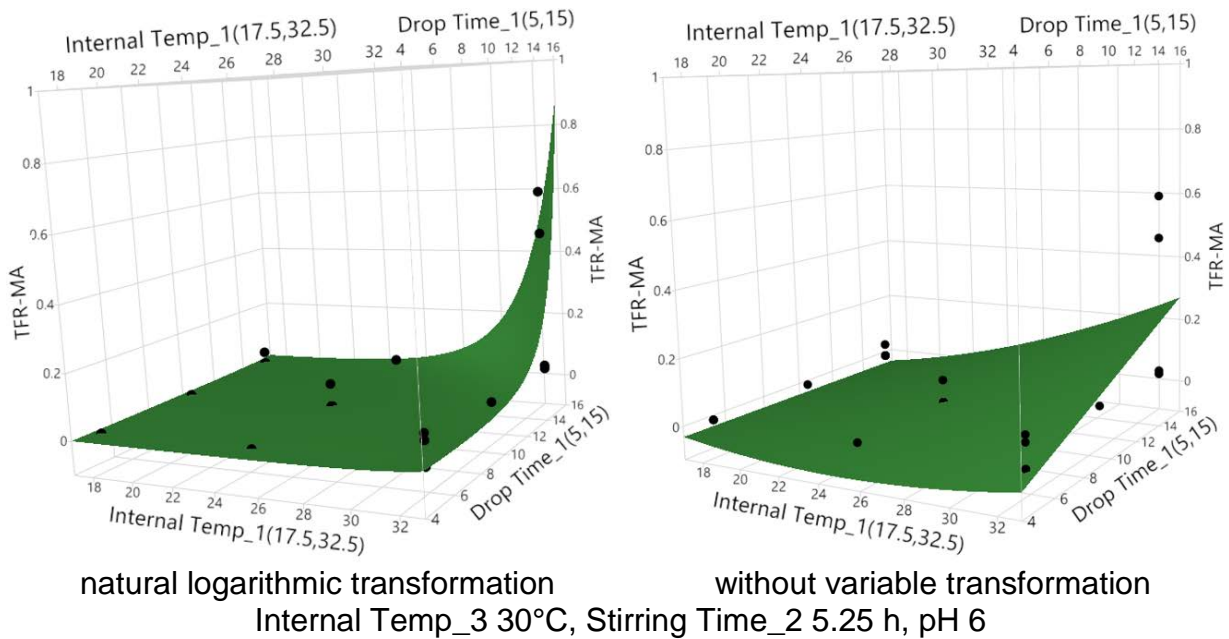 Internal Temp_1(17.5,32.5) Drop Time_1(5,15)
18 20 22 24 26 28 30 32 4 6 8 10 12 14 16
1 0.8 0.6 0.4 0.2 0
TFR-MA
1 0.8 0.6 0.4 0.2 0
TFR-MA
18 20 22 24 26 28 30 32
Internal Temp_1(17.5,32.5)
4 6 8 10 12 14 16
Drop Time_1(5,15)
natural logarithmic transformation
Internal Temp_1(17.5,32.5) Drop Time_1(5,15)
18 20 22 24 26 28 30 32 4 6 8 10 12 14 16
1 0.8 0.6 0.4 0.2 0
TFR-MA
1 0.8 0.6 0.4 0.2 0
TFR-MA
18 20 22 24 26 28 30 32
Internal Temp_1(17.5,32.5)
4 6 8 10 12 14 16
Drop Time_1(5,15)
without variable transformation
Internal Temp_3 30°C, Stirring Time_2 5.25 h, pH 6